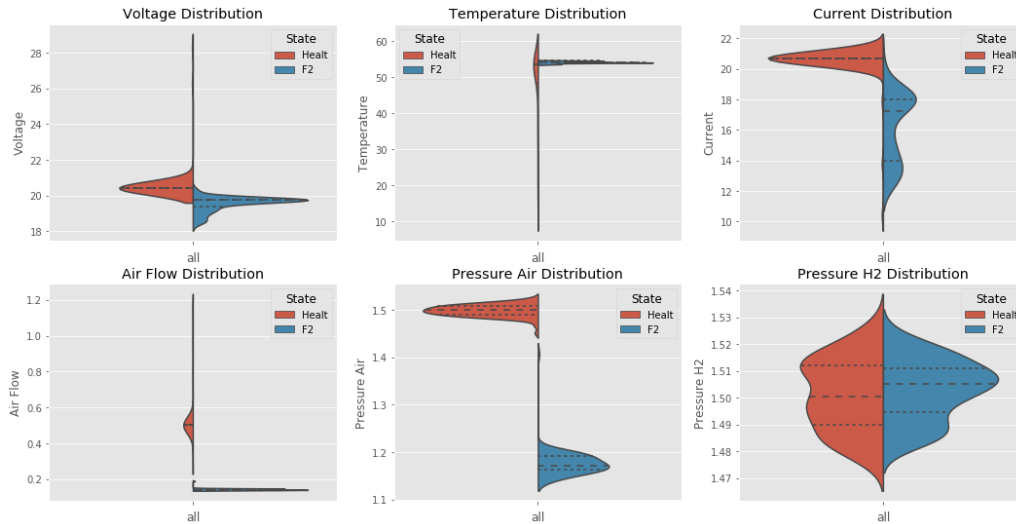 Voltage Distribution
Voltage
28
26
24
22
20
18
State
Healt
F2
all
Temperature Distribution
Temperature
60
50
40
30
20
10
State
Healt
F2
all
Current Distribution
Current
22
20
18
16
14
12
10
State
Healt
F2
all
Air Flow Distribution
Air Flow
1.2
1.0
0.8
0.6
0.4
0.2
State
Healt
F2
all
Pressure Air Distribution
Pressure Air
1.5
1.4
1.3
1.2
1.1
State
Healt
F2
all
Pressure H2 Distribution
Pressure H2
1.54
1.53
1.52
1.51
1.50
1.49
1.48
1.47
State
Healt
F2
all